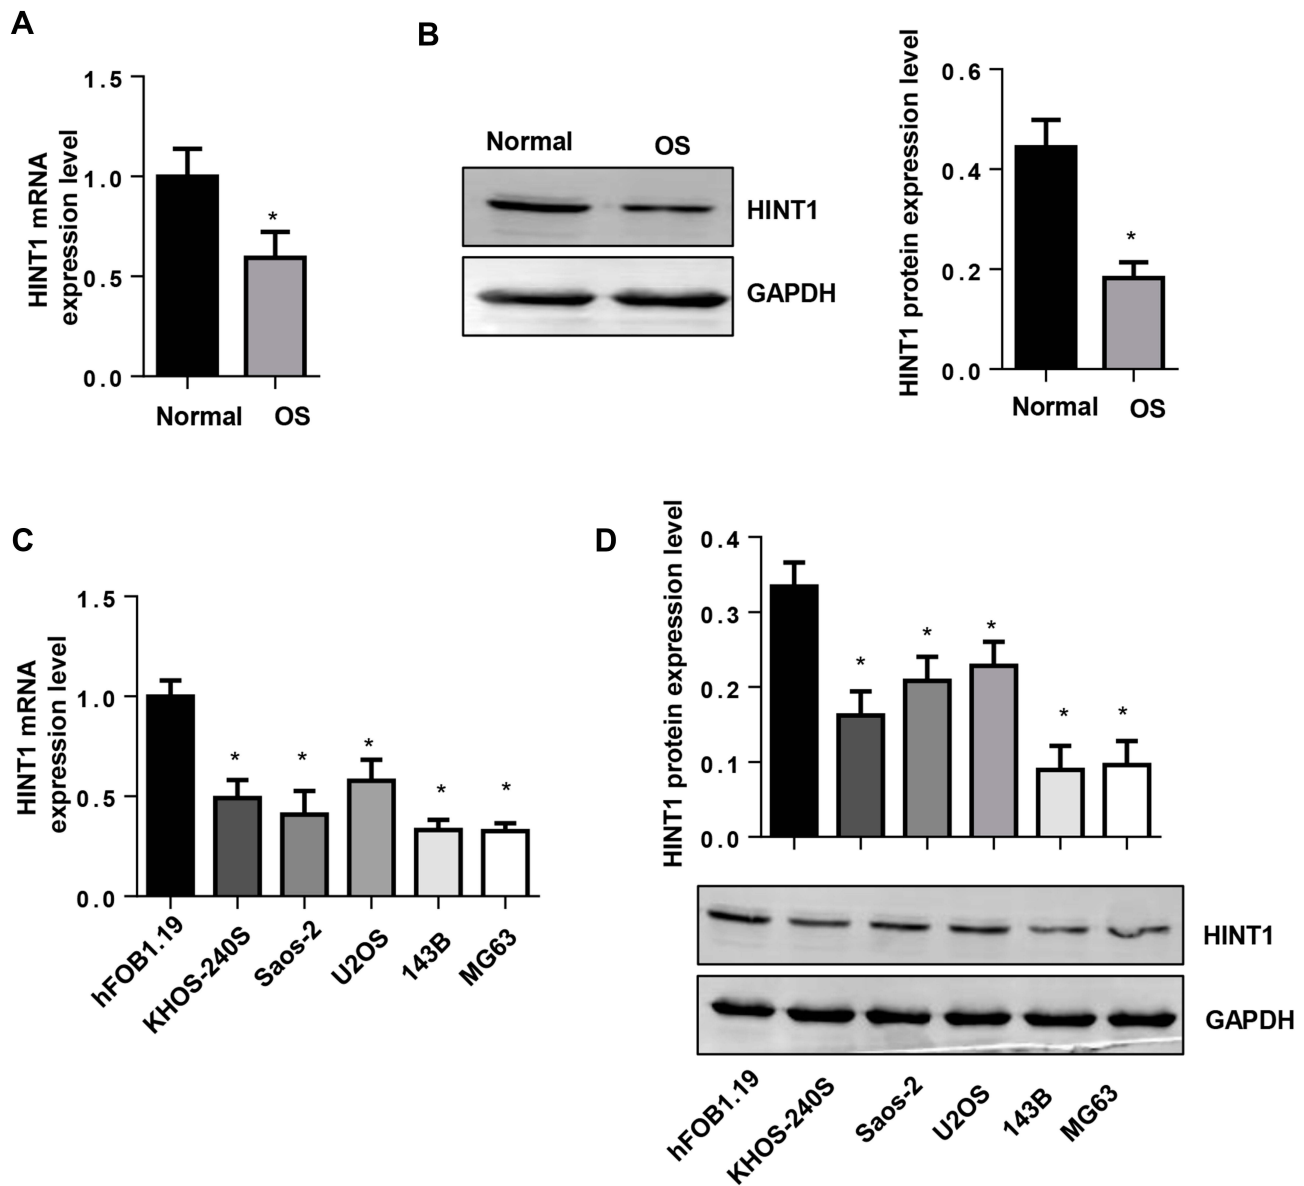 A
HINT1 mRNA
expression level
1.5
1.0
0.5
0.0
*
Normal OS
B
Normal OS
HINT1
GAPDH
HINT1 protein expression level
0.6
0.4
0.2
0.0
*
Normal OS
C
HINT1 mRNA
expression level
1.5
1.0
0.5
0.0
* * * * *
hFOB1.19 KHOS-240S Saos-2 U2OS 143B MG63
D
HINT1 protein expression level
0.4
0.3
0.2
0.1
0.0
* * * * *
HINT1
GAPDH
hFOB1.19 KHOS-240S Saos-2 U2OS 143B MG63